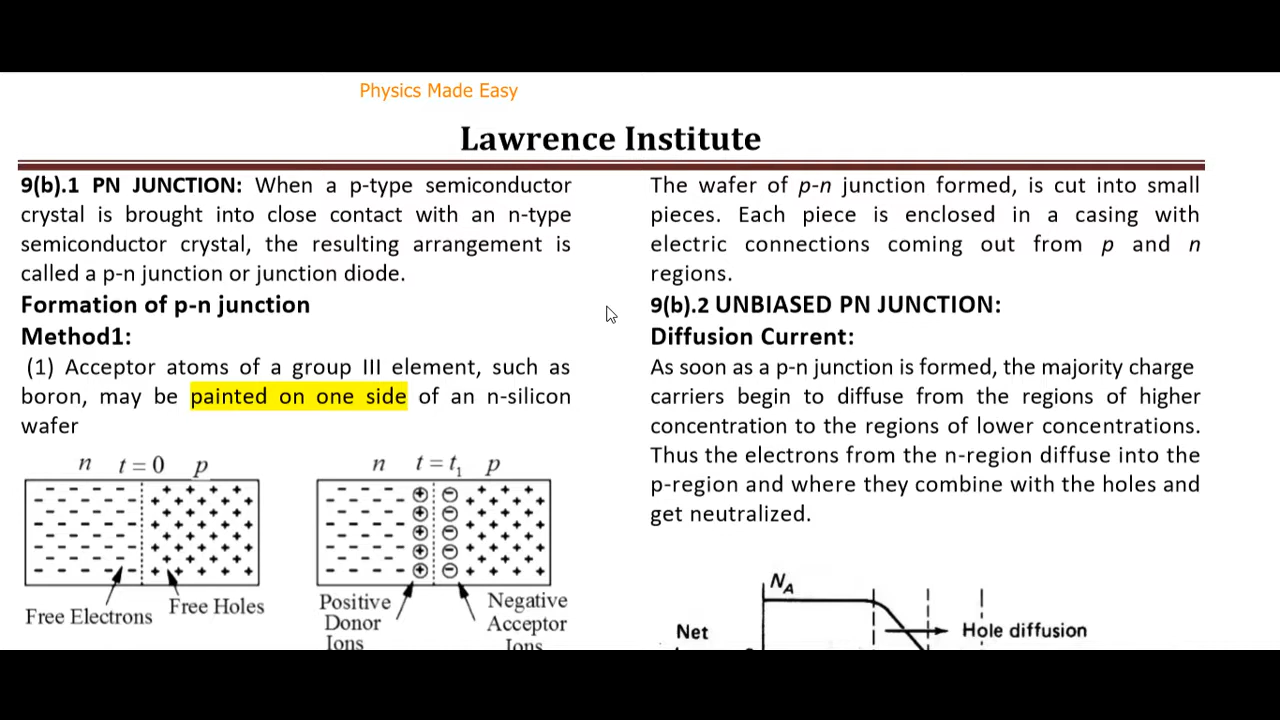 Physics Made Easy
Lawrence Institute
9(b).1 PN JUNCTION: When a p-type semiconductor
crystal is brought into close contact with an n-type
semiconductor crystal, the resulting arrangement is
called a p-n junction or junction diode.
Formation of p-n junction
Method1:
(1) Acceptor atoms of a group III element, such as
boron, may be painted on one side of an n-silicon
wafer
n t=0 p
Free Electrons
Free Holes
n t=t₁ p
Positive
Donor
Ions
Negative
Acceptor
Ions
The wafer of p-n junction formed, is cut into small
pieces. Each piece is enclosed in a casing with
electric connections coming out from p and n
regions.
9(b).2 UNBIASED PN JUNCTION:
Diffusion Current:
As soon as a p-n junction is formed, the majority charge
carriers begin to diffuse from the regions of higher
concentration to the regions of lower concentrations.
Thus the electrons from the n-region diffuse into the
p-region and where they combine with the holes and
get neutralized.
N_A
Net
Hole diffusion